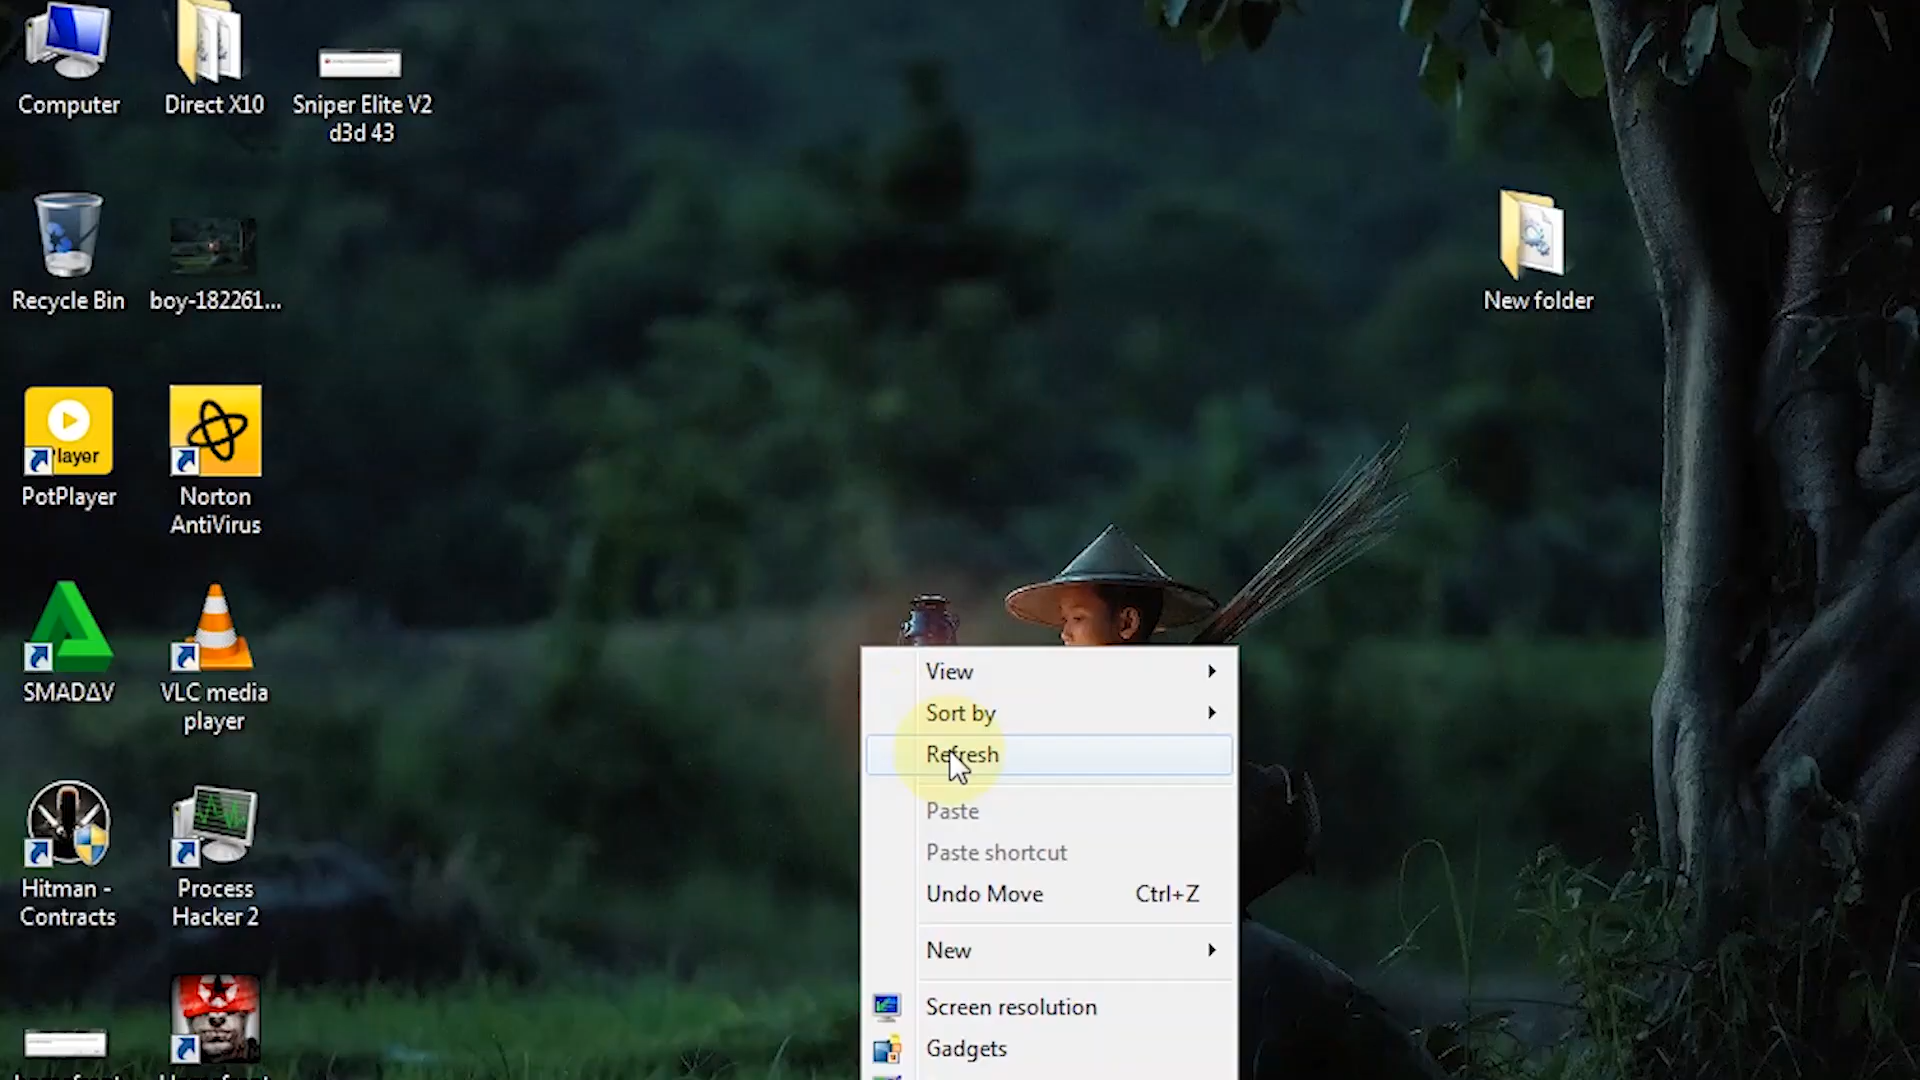 Computer
Direct X10
Sniper Elite V2
d3d 43
Recycle Bin
boy-182261...
New folder
Player
PotPlayer
Norton
AntiVirus
SMADΔV
VLC media
player
Hitman -
Contracts
Process
Hacker 2
View
Sort by
Refresh
Paste
Paste shortcut
Undo Move Ctrl+Z
New
Screen resolution
Gadgets